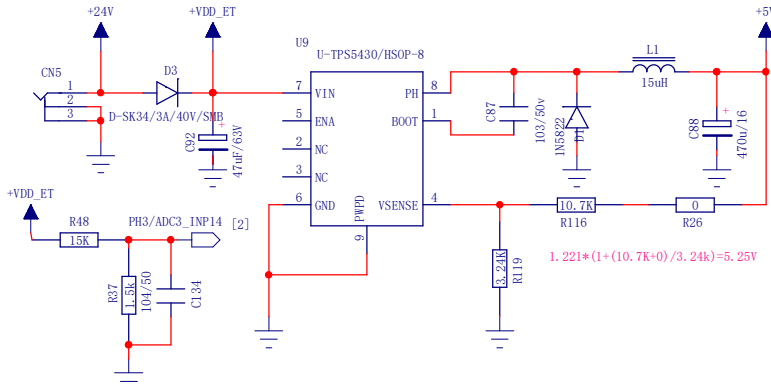 +24V
+VDD_ET
+5V
U9
U-TPS5430/HSOP-8
CN5
1
2
3
D3
D-SK34/3A/40V/SMB
C92
+
47uF/63V
7
VIN
5
ENA
2
NC
3
NC
6
GND
PWPD
9
PH
8
BOOT
1
VSENSE
4
C87
103/50v
1N5822
D1
L1
15uH
C88
+
470u/16
10.7K
R116
0
R26
3.24K
R119
1.221*(1+(10.7K+0)/3.24k)=5.25V
+VDD_ET
R48
15K
PH3/ADC3_INP14
[2]
R37
1.5k
104/50
C134